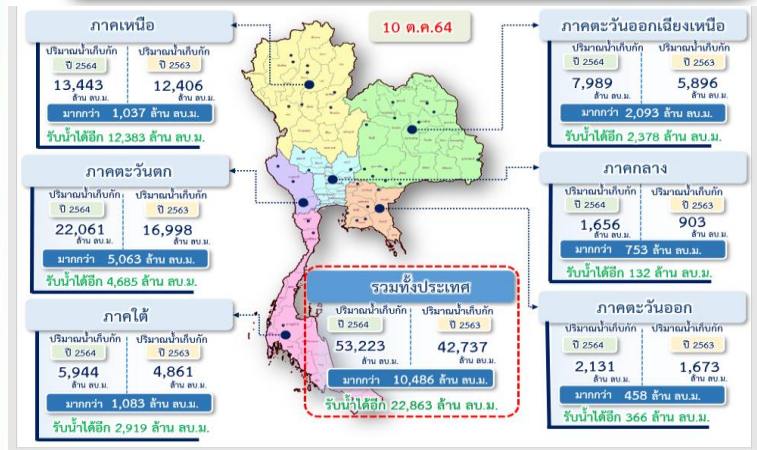 10 ต.ค.64
ภาคเหนือ
ปริมาณน้ำเก็บกัก ปริมาณน้ำเก็บกัก
ปี 2564 ปี 2563
13,443 12,406
ล้าน ลบ.ม. ล้าน ลบ.ม.
มากกว่า 1,037 ล้าน ลบ.ม.
รับน้ำได้อีก 12,383 ล้าน ลบ.ม.
ภาคตะวันออกเฉียงเหนือ
ปริมาณน้ำเก็บกัก ปริมาณน้ำเก็บกัก
ปี 2564 ปี 2563
7,989 5,896
ล้าน ลบ.ม. ล้าน ลบ.ม.
มากกว่า 2,093 ล้าน ลบ.ม.
รับน้ำได้อีก 2,378 ล้าน ลบ.ม.
ภาคตะวันตก
ปริมาณน้ำเก็บกัก ปริมาณน้ำเก็บกัก
ปี 2564 ปี 2563
22,061 16,998
ล้าน ลบ.ม. ล้าน ลบ.ม.
มากกว่า 5,063 ล้าน ลบ.ม.
รับน้ำได้อีก 4,685 ล้าน ลบ.ม.
ภาคกลาง
ปริมาณน้ำเก็บกัก ปริมาณน้ำเก็บกัก
ปี 2564 ปี 2563
1,656 903
ล้าน ลบ.ม. ล้าน ลบ.ม.
มากกว่า 753 ล้าน ลบ.ม.
รับน้ำได้อีก 132 ล้าน ลบ.ม.
ภาคใต้
ปริมาณน้ำเก็บกัก ปริมาณน้ำเก็บกัก
ปี 2564 ปี 2563
5,944 4,861
ล้าน ลบ.ม. ล้าน ลบ.ม.
มากกว่า 1,083 ล้าน ลบ.ม.
รับน้ำได้อีก 2,919 ล้าน ลบ.ม.
รวมทั้งประเทศ
ปริมาณน้ำเก็บกัก ปริมาณน้ำเก็บกัก
ปี 2564 ปี 2563
53,223 42,737
ล้าน ลบ.ม. ล้าน ลบ.ม.
มากกว่า 10,486 ล้าน ลบ.ม.
รับน้ำได้อีก 22,863 ล้าน ลบ.ม.
ภาคตะวันออก
ปริมาณน้ำเก็บกัก ปริมาณน้ำเก็บกัก
ปี 2564 ปี 2563
2,131 1,673
ล้าน ลบ.ม. ล้าน ลบ.ม.
มากกว่า 458 ล้าน ลบ.ม.
รับน้ำได้อีก 366 ล้าน ลบ.ม.